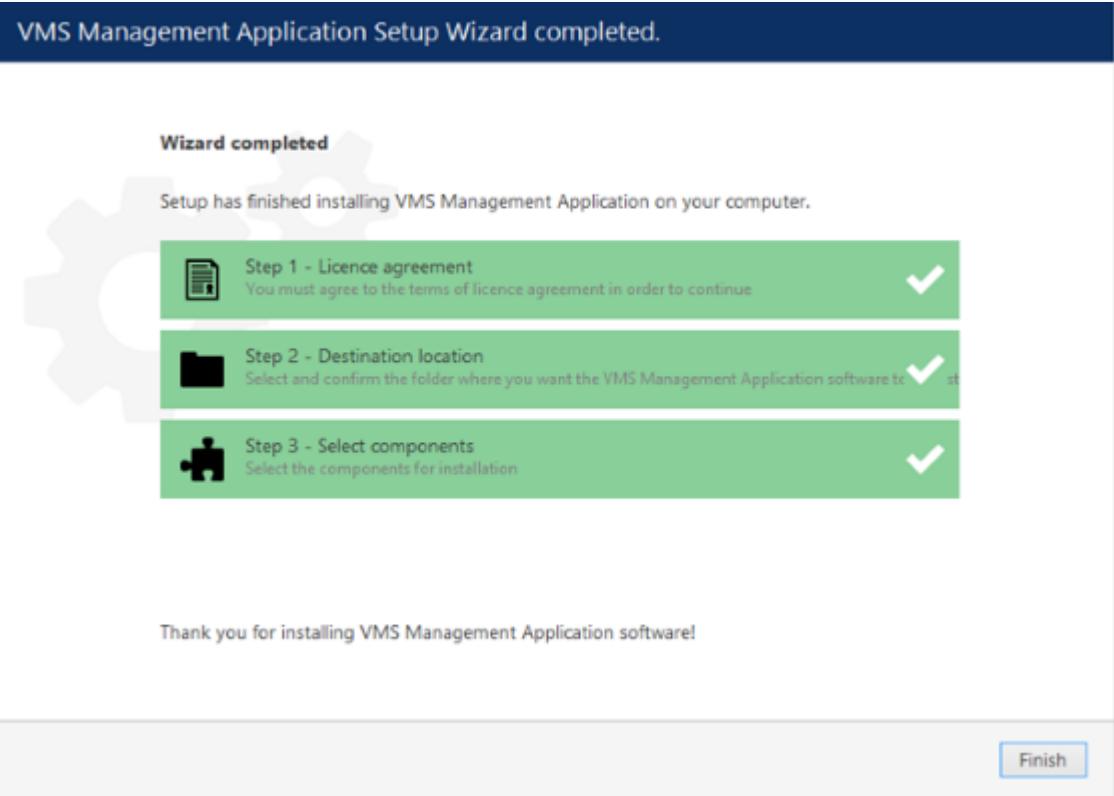 VMS Management Application Setup Wizard completed.
Wizard completed
Setup has finished installing VMS Management Application on your computer.
Step 1 - Licence agreement
You must agree to the terms of licence agreement in order to continue
Step 2 - Destination location
Select and confirm the folder where you want the VMS Management Application software
Step 3 - Select components
Select the components for installation
Thank you for installing VMS Management Application software!
Finish